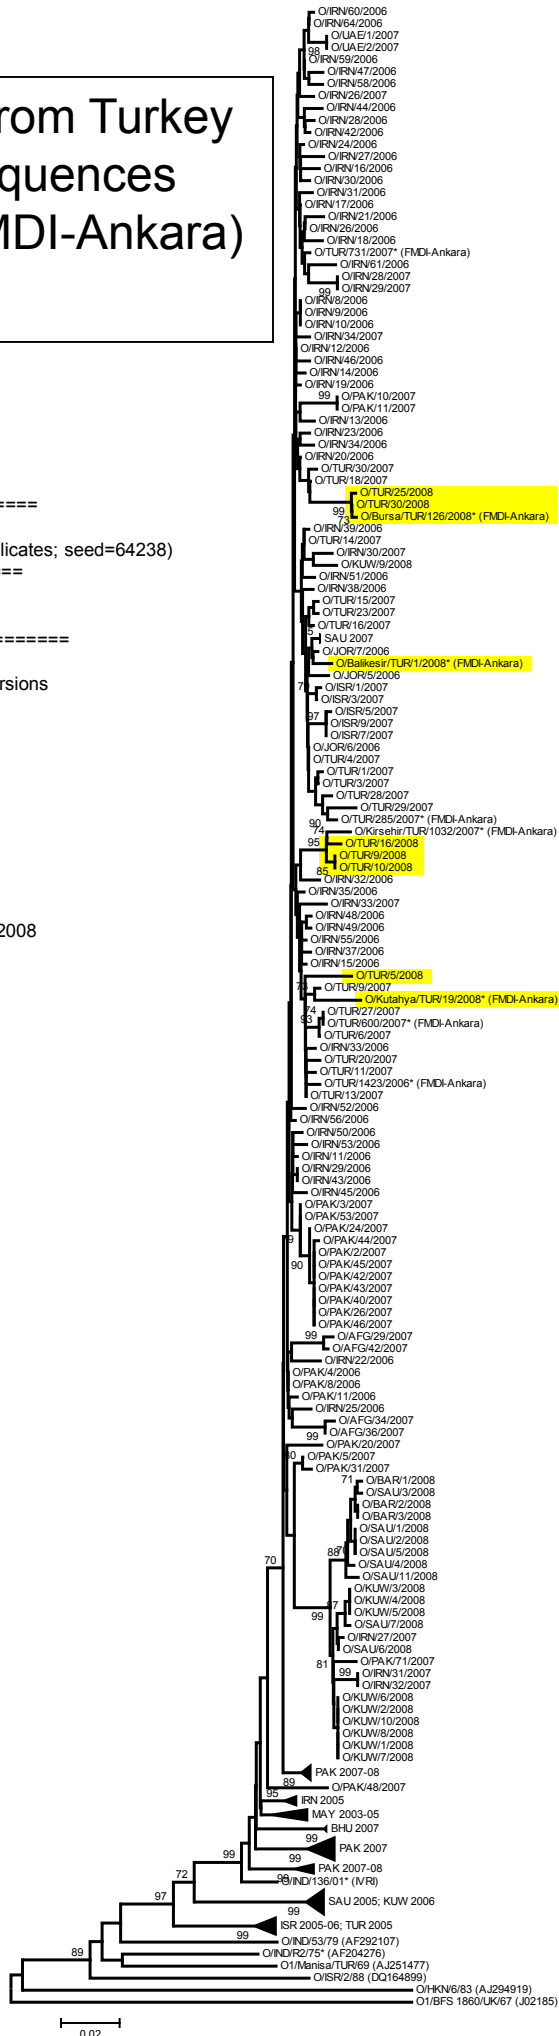 rom Turkey
quences
MDI-Ankara)
====
licates; seed=64238)
===
=======
rsions
2008
O/IRN/60/2006
O/IRN/64/2006
O/UAE/1/2007
O/UAE/2/2007
98
O/IRN/59/2006
O/IRN/47/2006
O/IRN/58/2006
O/IRN/26/2007
O/IRN/44/2006
O/IRN/28/2006
O/IRN/42/2006
O/IRN/24/2006
O/IRN/27/2006
O/IRN/16/2006
O/IRN/30/2006
O/IRN/31/2006
O/IRN/17/2006
O/IRN/21/2006
O/IRN/26/2006
O/IRN/18/2006
O/TUR/731/2007* (FMDI-Ankara)
O/IRN/61/2006
O/IRN/28/2007
O/IRN/29/2007
99
O/IRN/8/2006
O/IRN/9/2006
O/IRN/10/2006
O/IRN/34/2007
O/IRN/12/2006
O/IRN/46/2006
O/IRN/14/2006
O/IRN/19/2006
99
O/PAK/10/2007
O/PAK/11/2007
O/IRN/13/2006
O/IRN/23/2006
O/IRN/34/2006
O/IRN/20/2006
O/TUR/30/2007
O/TUR/18/2007
O/TUR/25/2008
O/TUR/30/2008
99
O/Bursa/TUR/126/2008* (FMDI-Ankara)
73
O/IRN/39/2006
O/TUR/14/2007
O/IRN/30/2007
O/KUW/9/2008
O/IRN/51/2006
O/IRN/38/2006
O/TUR/15/2007
O/TUR/23/2007
O/TUR/16/2007
SAU 2007
O/JOR/7/2006
O/Balikesir/TUR/1/2008* (FMDI-Ankara)
O/JOR/5/2006
O/ISR/1/2007
O/ISR/3/2007
O/ISR/5/2007
97
O/ISR/9/2007
O/ISR/7/2007
O/JOR/6/2006
O/TUR/4/2007
O/TUR/1/2007
O/TUR/3/2007
O/TUR/28/2007
O/TUR/29/2007
O/TUR/285/2007* (FMDI-Ankara)
90
74
O/Kirsehir/TUR/1032/2007* (FMDI-Ankara)
95
O/TUR/16/2008
O/TUR/9/2008
O/TUR/10/2008
85
O/IRN/32/2006
O/IRN/35/2006
O/IRN/33/2007
O/IRN/48/2006
O/IRN/49/2006
O/IRN/55/2006
O/IRN/37/2006
O/IRN/15/2006
O/TUR/5/2008
73
O/TUR/9/2007
O/Kutahya/TUR/19/2008* (FMDI-Ankara)
74
O/TUR/27/2007
93
O/TUR/600/2007* (FMDI-Ankara)
O/TUR/6/2007
O/IRN/33/2006
O/TUR/20/2007
O/TUR/11/2007
O/TUR/1423/2006* (FMDI-Ankara)
O/TUR/13/2007
O/IRN/52/2006
O/IRN/56/2006
O/IRN/50/2006
O/IRN/53/2006
O/IRN/11/2006
O/IRN/29/2006
O/IRN/43/2006
O/IRN/45/2006
O/PAK/3/2007
O/PAK/53/2007
O/PAK/24/2007
O/PAK/44/2007
O/PAK/2/2007
90
O/PAK/45/2007
O/PAK/42/2007
O/PAK/43/2007
O/PAK/40/2007
O/PAK/26/2007
O/PAK/46/2007
99
O/AFG/29/2007
O/AFG/42/2007
O/IRN/22/2006
O/PAK/4/2006
O/PAK/8/2006
O/PAK/11/2006
O/IRN/25/2006
O/AFG/34/2007
O/AFG/36/2007
99
O/PAK/20/2007
O/PAK/5/2007
O/PAK/31/2007
71
O/BAR/1/2008
O/SAU/3/2008
O/BAR/2/2008
O/BAR/3/2008
O/SAU/1/2008
O/SAU/2/2008
88
O/SAU/5/2008
70
O/SAU/4/2008
O/SAU/11/2008
O/KUW/3/2008
O/KUW/4/2008
O/KUW/5/2008
99
O/SAU/7/2008
O/IRN/27/2007
O/SAU/6/2008
81
O/PAK/71/2007
99
O/IRN/31/2007
O/IRN/32/2007
O/KUW/6/2008
O/KUW/2/2008
O/KUW/10/2008
O/KUW/8/2008
O/KUW/1/2008
O/KUW/7/2008
70
PAK 2007-08
89
O/PAK/48/2007
95
IRN 2005
MAY 2003-05
BHU 2007
99
PAK 2007
99
PAK 2007-08
99
O/IND/136/01* (IVRI)
72
SAU 2005; KUW 2006
99
97
ISR 2005-06; TUR 2005
99
O/IND/53/79 (AF292107)
O/IND/R2/75* (AF204276)
89
O1/Manisa/TUR/69 (AJ251477)
O/ISR/2/88 (DQ164899)
O/HKN/6/83 (AJ294919)
O1/BFS 1860/UK/67 (J02185)
0.02